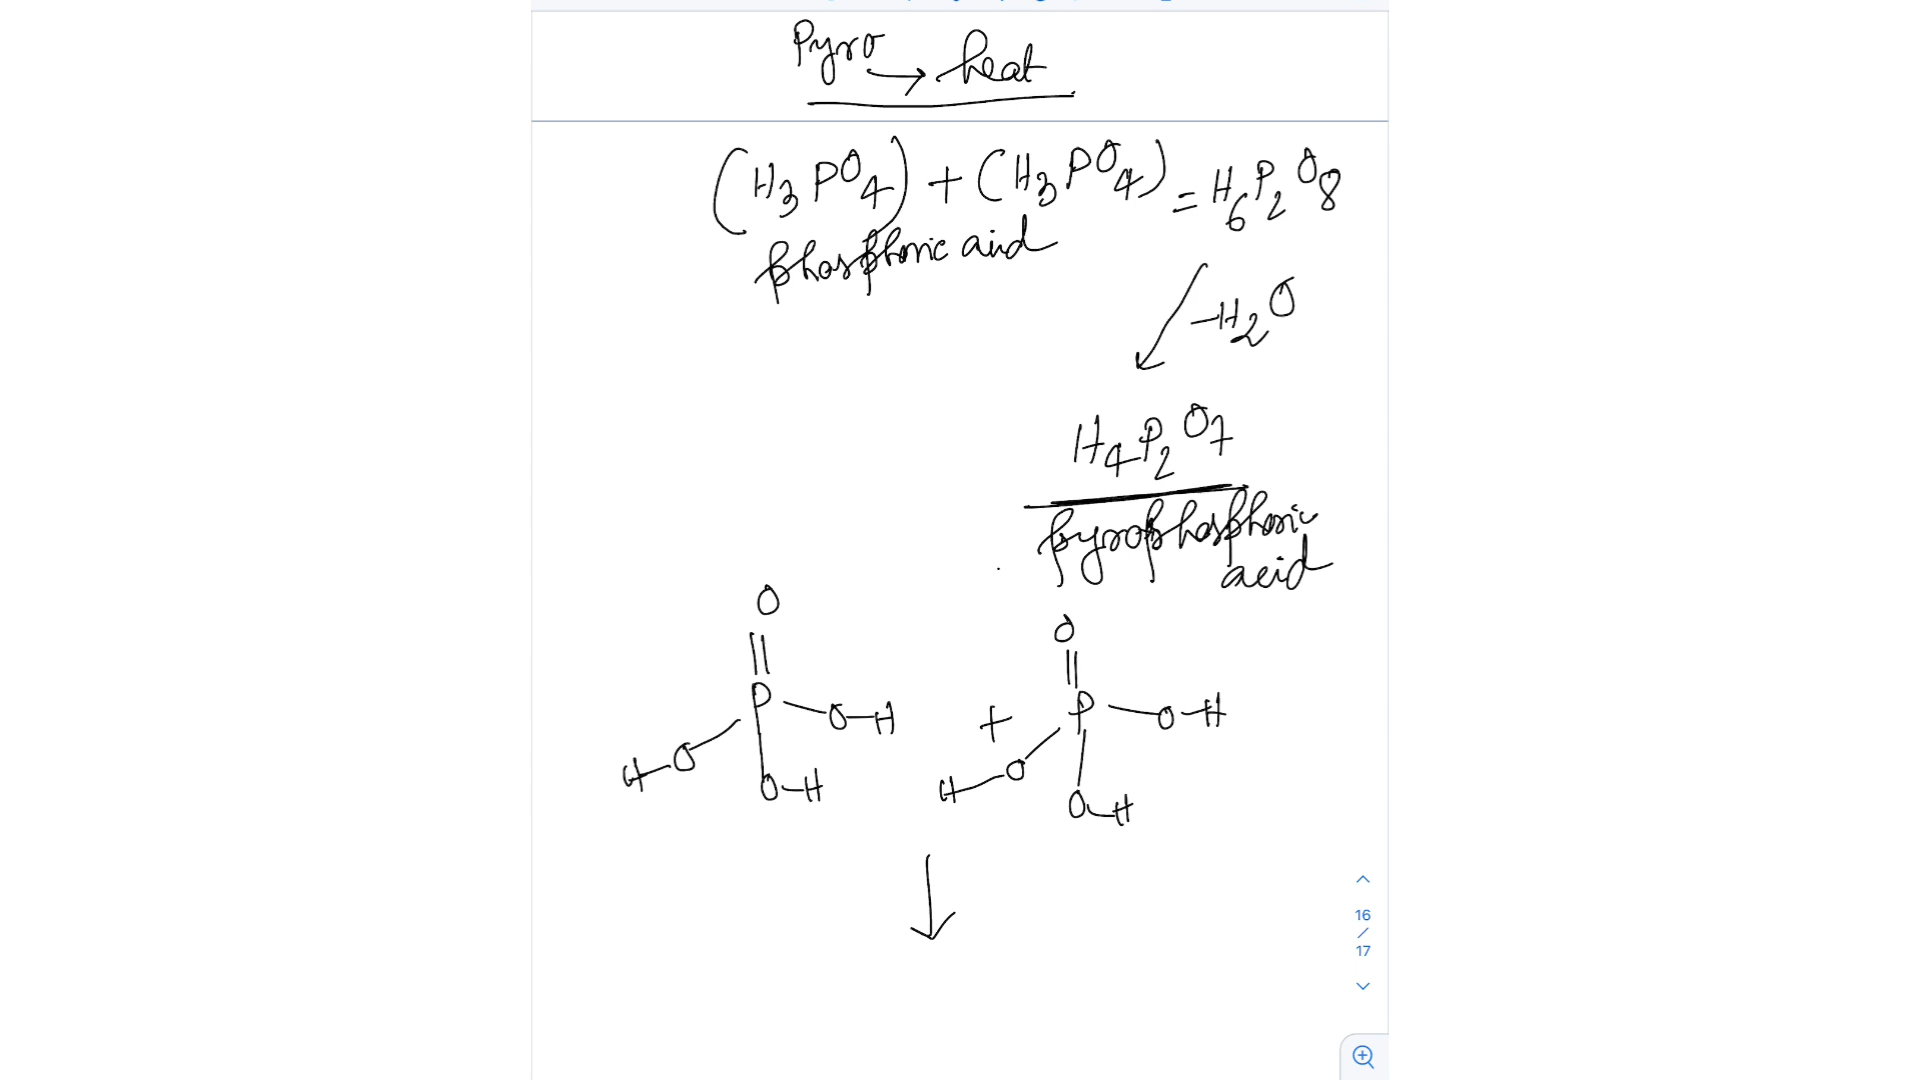 Pyro → heat
(H3PO4) + (H3PO4) = H6P2O8
phosphoric acid
-H2O
H4P2O7
pyrophosphoric
acid
O O
P O-H + P O-H
H-O H-O
O-H O-H
16
/
17